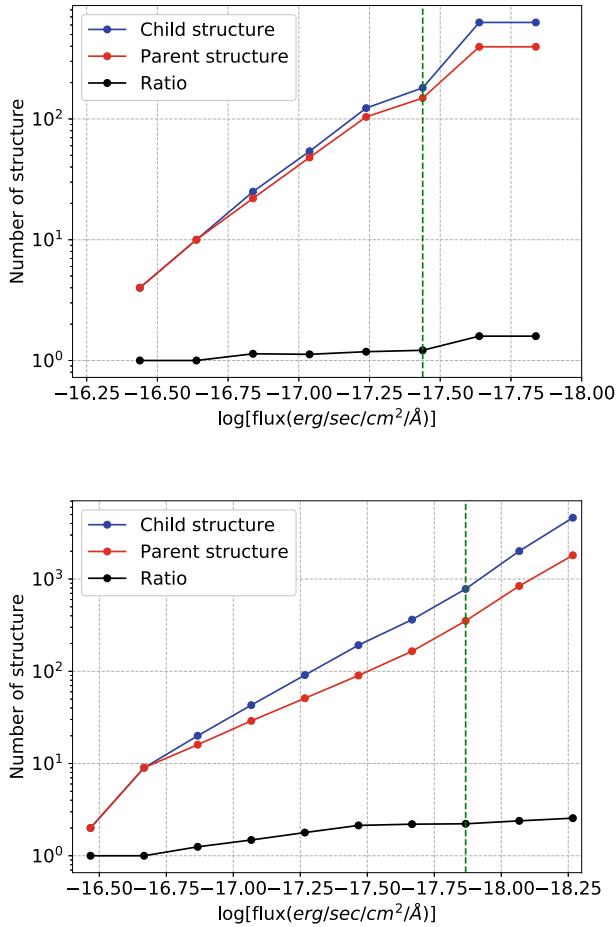 Child structure
Parent structure
Ratio
Number of structure
10^2
10^1
10^0
−16.25 −16.50 −16.75 −17.00 −17.25 −17.50 −17.75 −18.00
log[flux(erg/sec/cm^2/Å)]
Child structure
Parent structure
Ratio
Number of structure
10^3
10^2
10^1
10^0
−16.50 −16.75 −17.00 −17.25 −17.50 −17.75 −18.00 −18.25
log[flux(erg/sec/cm^2/Å)]